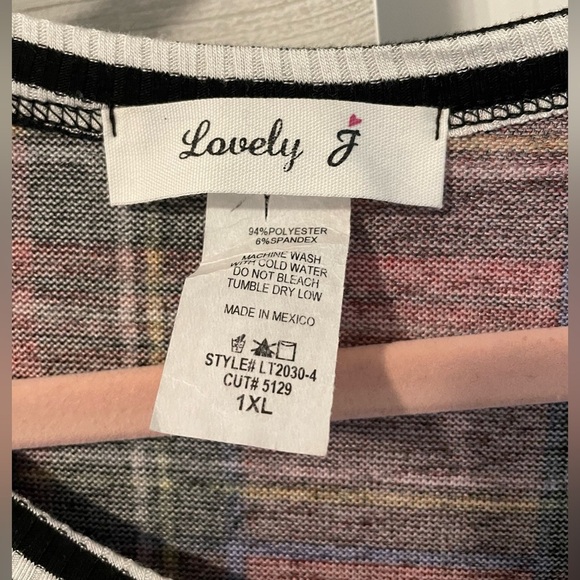 Lovely J
94%POLYESTER
6%SPANDEX
MACHINE WASH
WITH COLD WATER
DO NOT BLEACH
TUMBLE DRY LOW
MADE IN MEXICO
STYLE# LT2030-4
CUT# 5129
1XL